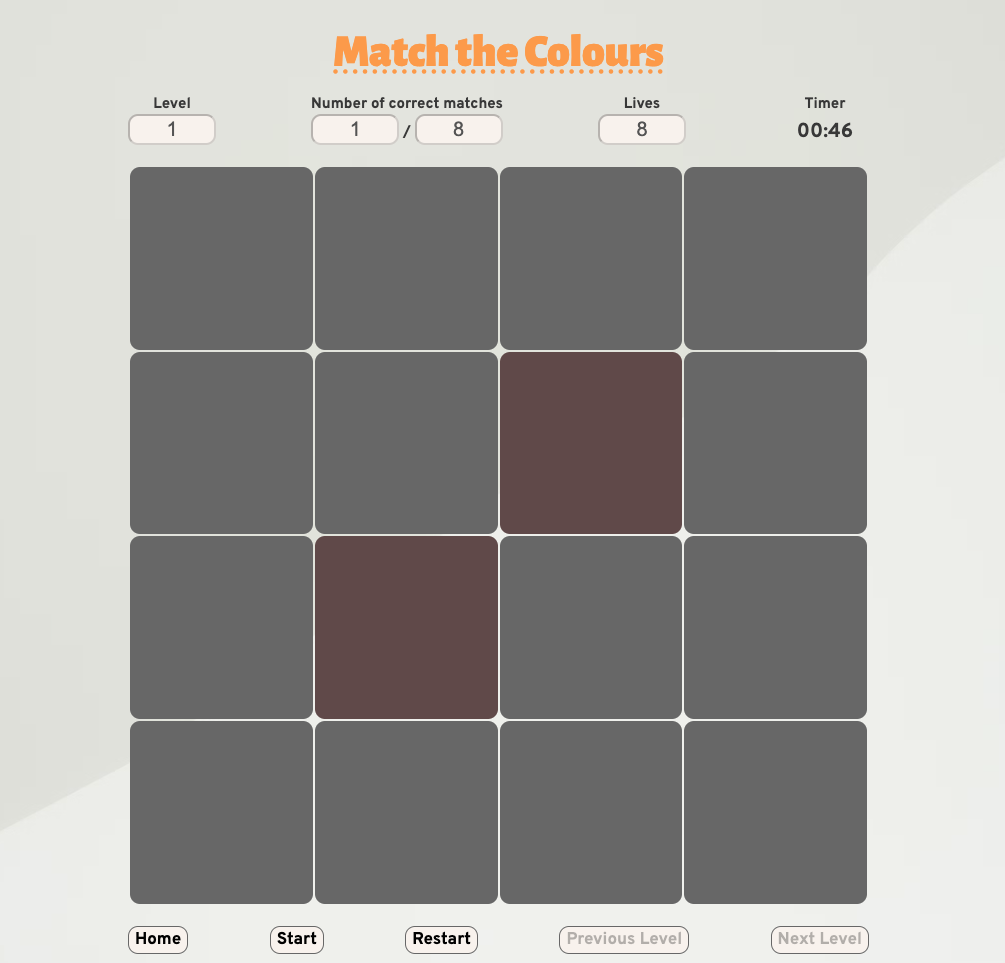 Match the Colours
Level
Number of correct matches
Lives
Timer
1
1 / 8
8
00:46
Home
Start
Restart
Previous Level
Next Level